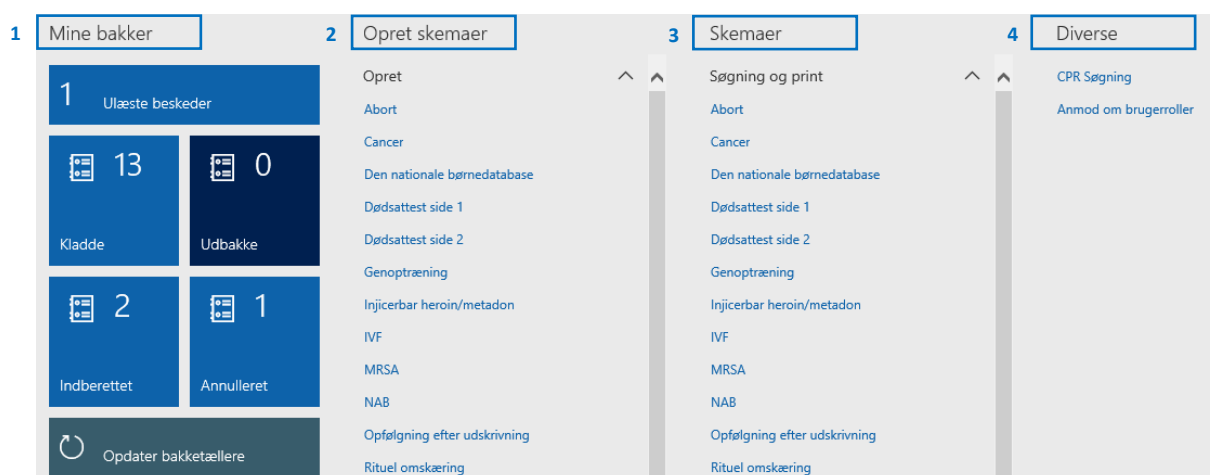 1 Mine bakker
1 Ulæste beskeder
13
Kladde
0
Udbakke
2
Indberettet
1
Annulleret
Opdater bakketællere
2 Opret skemaer
Opret
Abort
Cancer
Den nationale børnedatabase
Dødsattest side 1
Dødsattest side 2
Genoptræning
Injicerbar heroin/metadon
IVF
MRSA
NAB
Opfølgning efter udskrivning
Rituel omskæring
3 Skemaer
Søgning og print
Abort
Cancer
Den nationale børnedatabase
Dødsattest side 1
Dødsattest side 2
Genoptræning
Injicerbar heroin/metadon
IVF
MRSA
NAB
Opfølgning efter udskrivning
Rituel omskæring
4 Diverse
CPR Søgning
Anmod om brugerroller